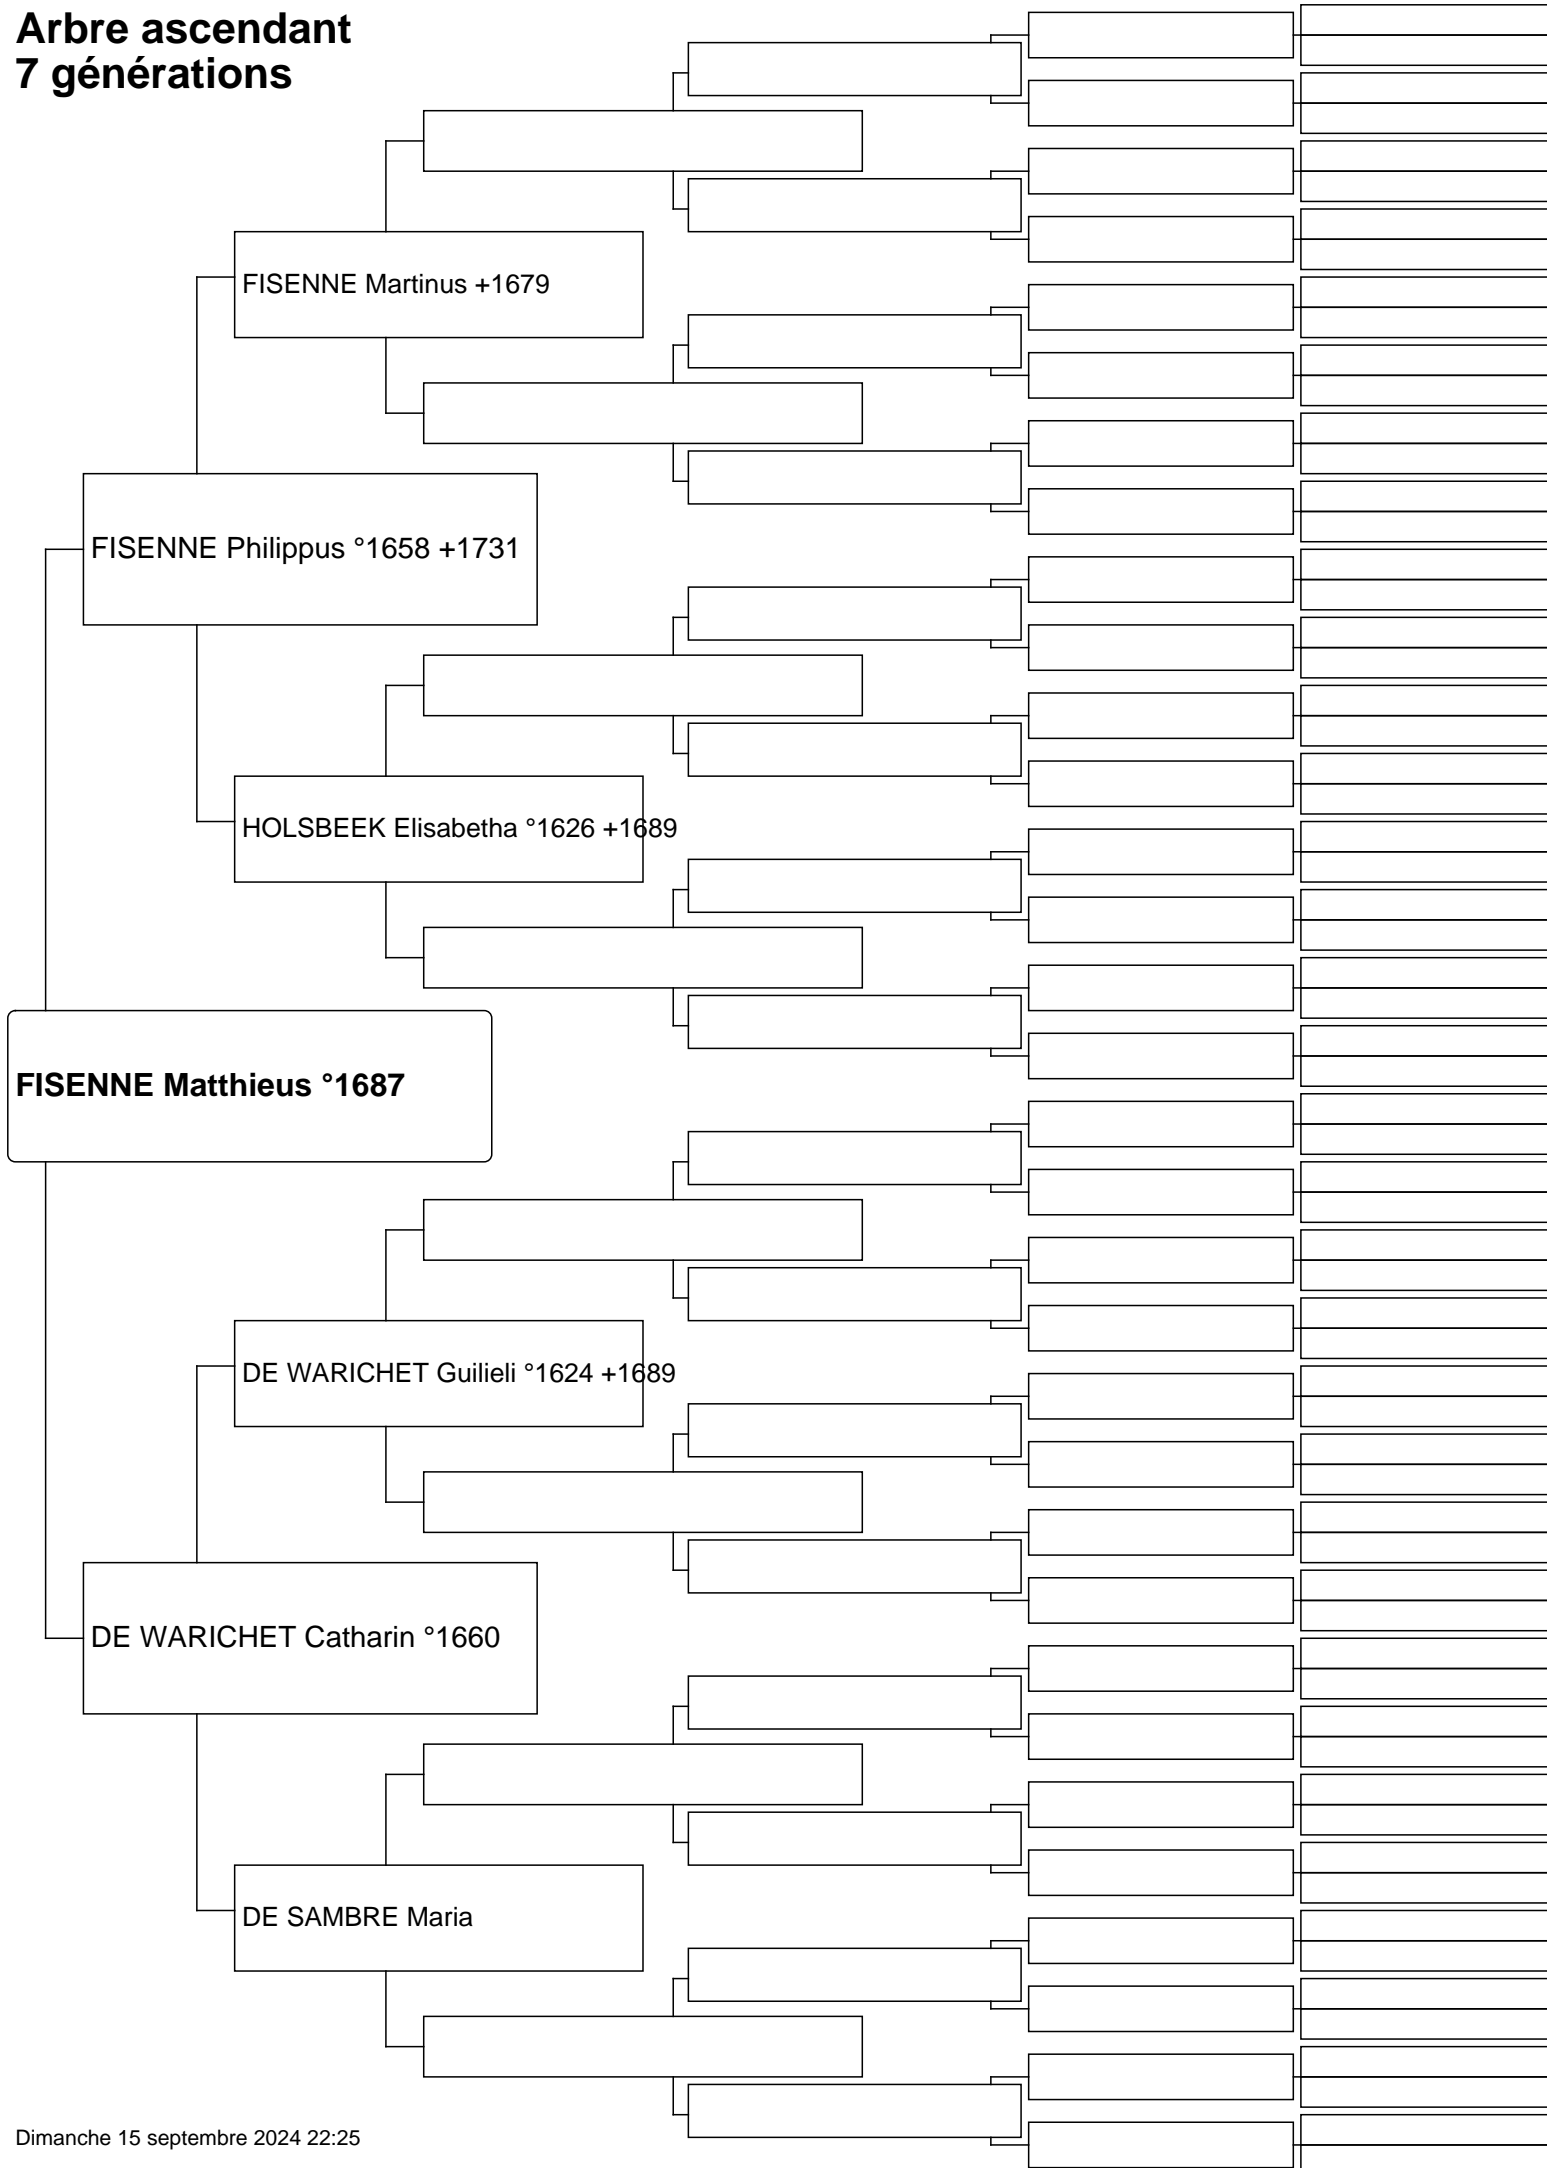 Arbre ascendant
7 générations
FISENNE Martinus +1679
FISENNE Philippus °1658 +1731
HOLSBEEK Elisabetha °1626 +1689
FISENNE Matthieus °1687
DE WARICHET Guilieli °1624 +1689
DE WARICHET Catharin °1660
DE SAMBRE Maria
Dimanche 15 septembre 2024 22:25